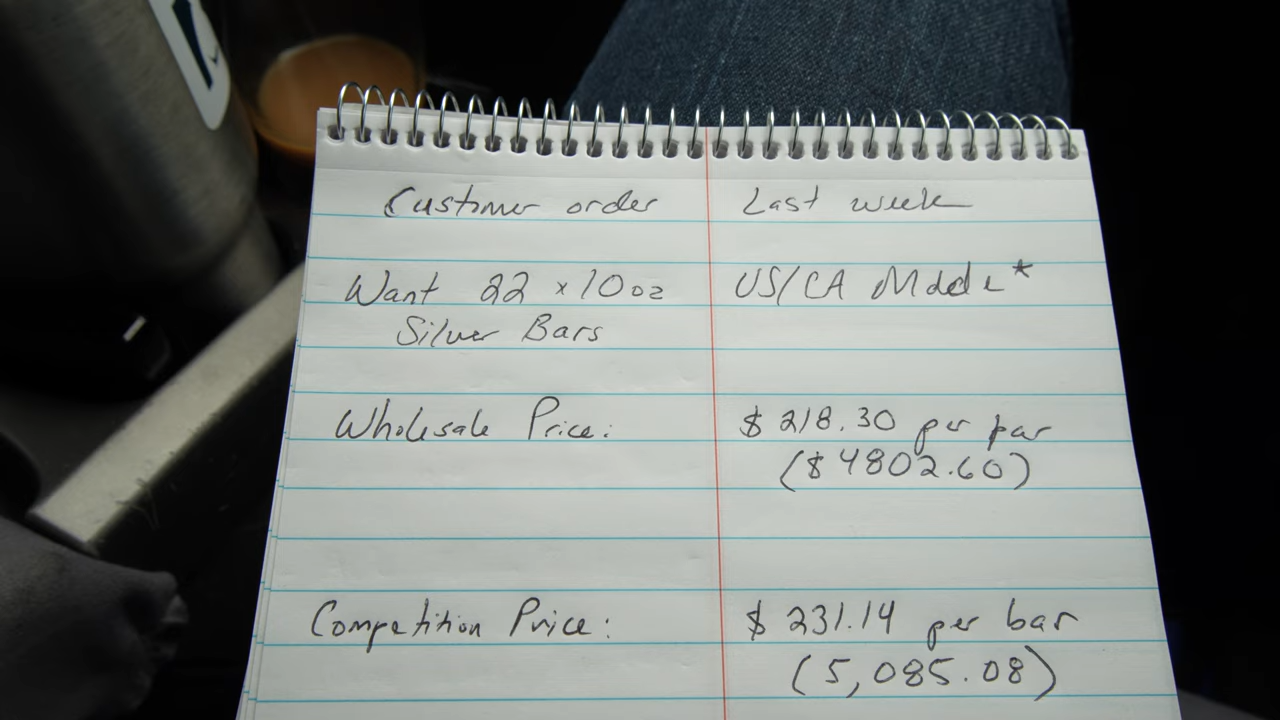 Customer order
Last week
Want 22 x 10oz
Silver Bars
US/CA Made*
Wholesale Price:
$ 218.30 per par
($4802.60)
Competition Price:
$ 231.14 per bar
(5,085.08)